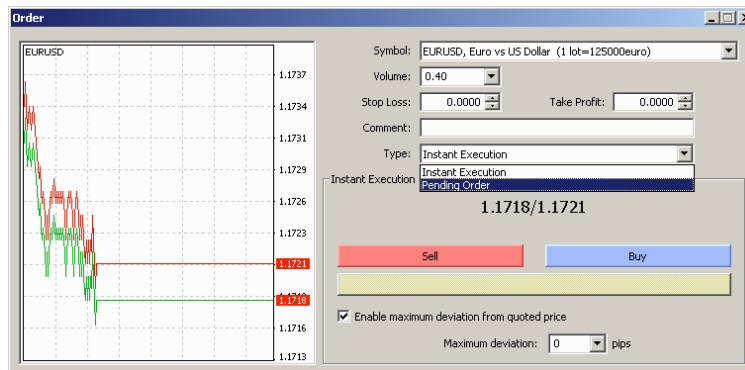 Order
EURUSD
1.1737
1.1734
1.1731
1.1729
1.1726
1.1723
1.1721
1.1718
1.1716
1.1713
Symbol: EURUSD, Euro vs US Dollar (1 lot=125000euro)
Volume: 0.40
Stop Loss: 0.0000 Take Profit: 0.0000
Comment:
Type: Instant Execution
Instant Execution
Pending Order
Instant Execution
1.1718/1.1721
Sell Buy
Enable maximum deviation from quoted price
Maximum deviation: 0 pips